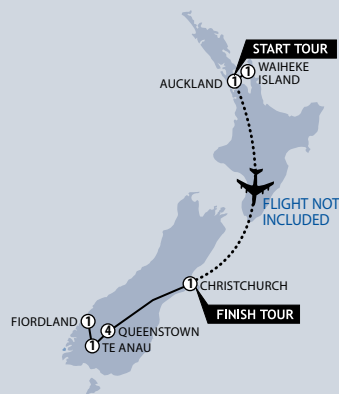 START TOUR
1
WAIHEKE
ISLAND
AUCKLAND
1
FLIGHT NOT
INCLUDED
1
CHRISTCHURCH
FINISH TOUR
FIORDLAND
1
4
QUEENSTOWN
1
TE ANAU